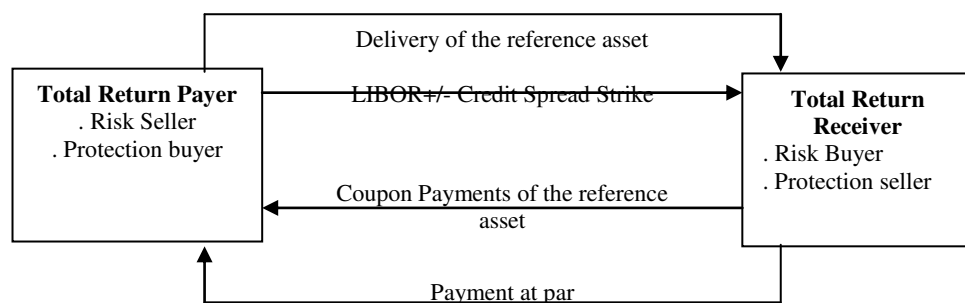 Delivery of the reference asset
Total Return Payer
. Risk Seller
. Protection buyer
LIBOR+/- Credit Spread Strike
Total Return
Receiver
. Risk Buyer
. Protection seller
Coupon Payments of the reference
asset
Payment at par